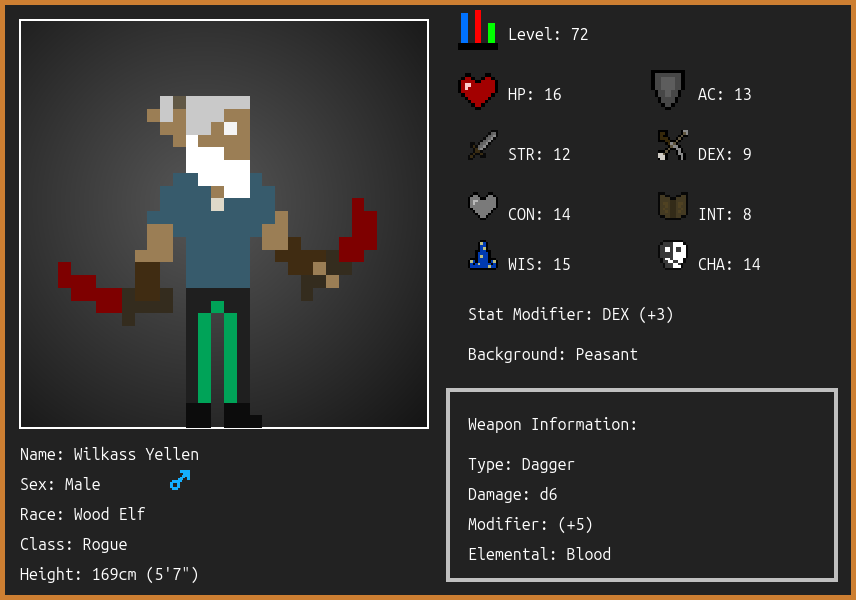 Level: 72
HP: 16
AC: 13
STR: 12
DEX: 9
CON: 14
INT: 8
WIS: 15
CHA: 14
Stat Modifier: DEX (+3)
Background: Peasant
Weapon Information:
Type: Dagger
Damage: d6
Modifier: (+5)
Elemental: Blood
Name: Wilkass Yellen
Sex: Male
Race: Wood Elf
Class: Rogue
Height: 169cm (5'7")